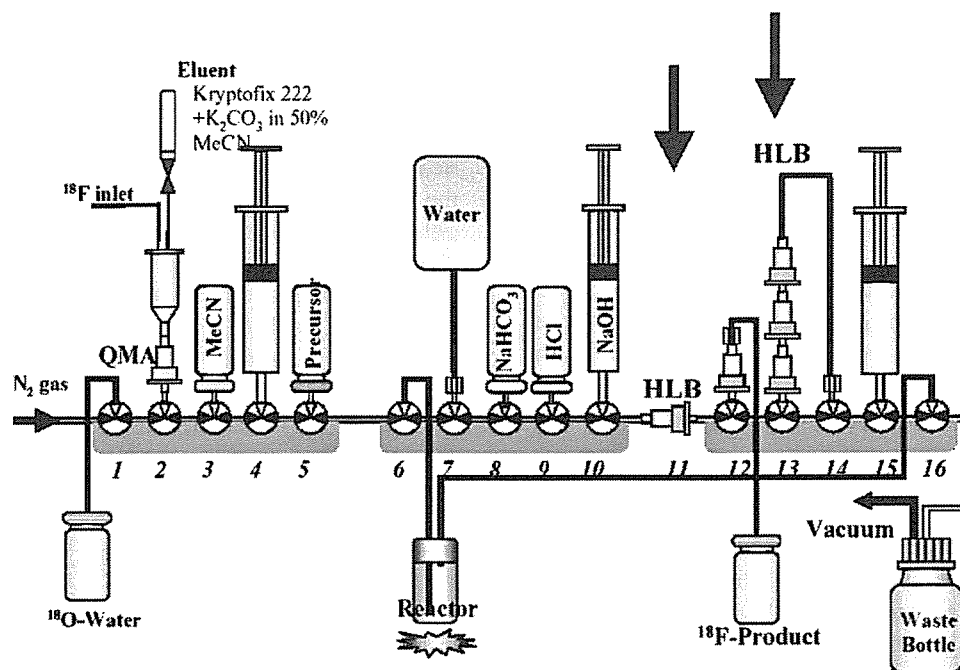 Eluent
Kryptofix 222
+K₂CO₃ in 50%
MeCN
¹⁸F inlet
Water
HLB
QMA
MeCN
Precursor
NaHCO₃
HCl
NaOH
HLB
N₂ gas
1 2 3 4 5 6 7 8 9 10 11 12 13 14 15 16
Vacuum
¹⁸O-Water
Reactor
¹⁸F-Product
Waste
Bottle